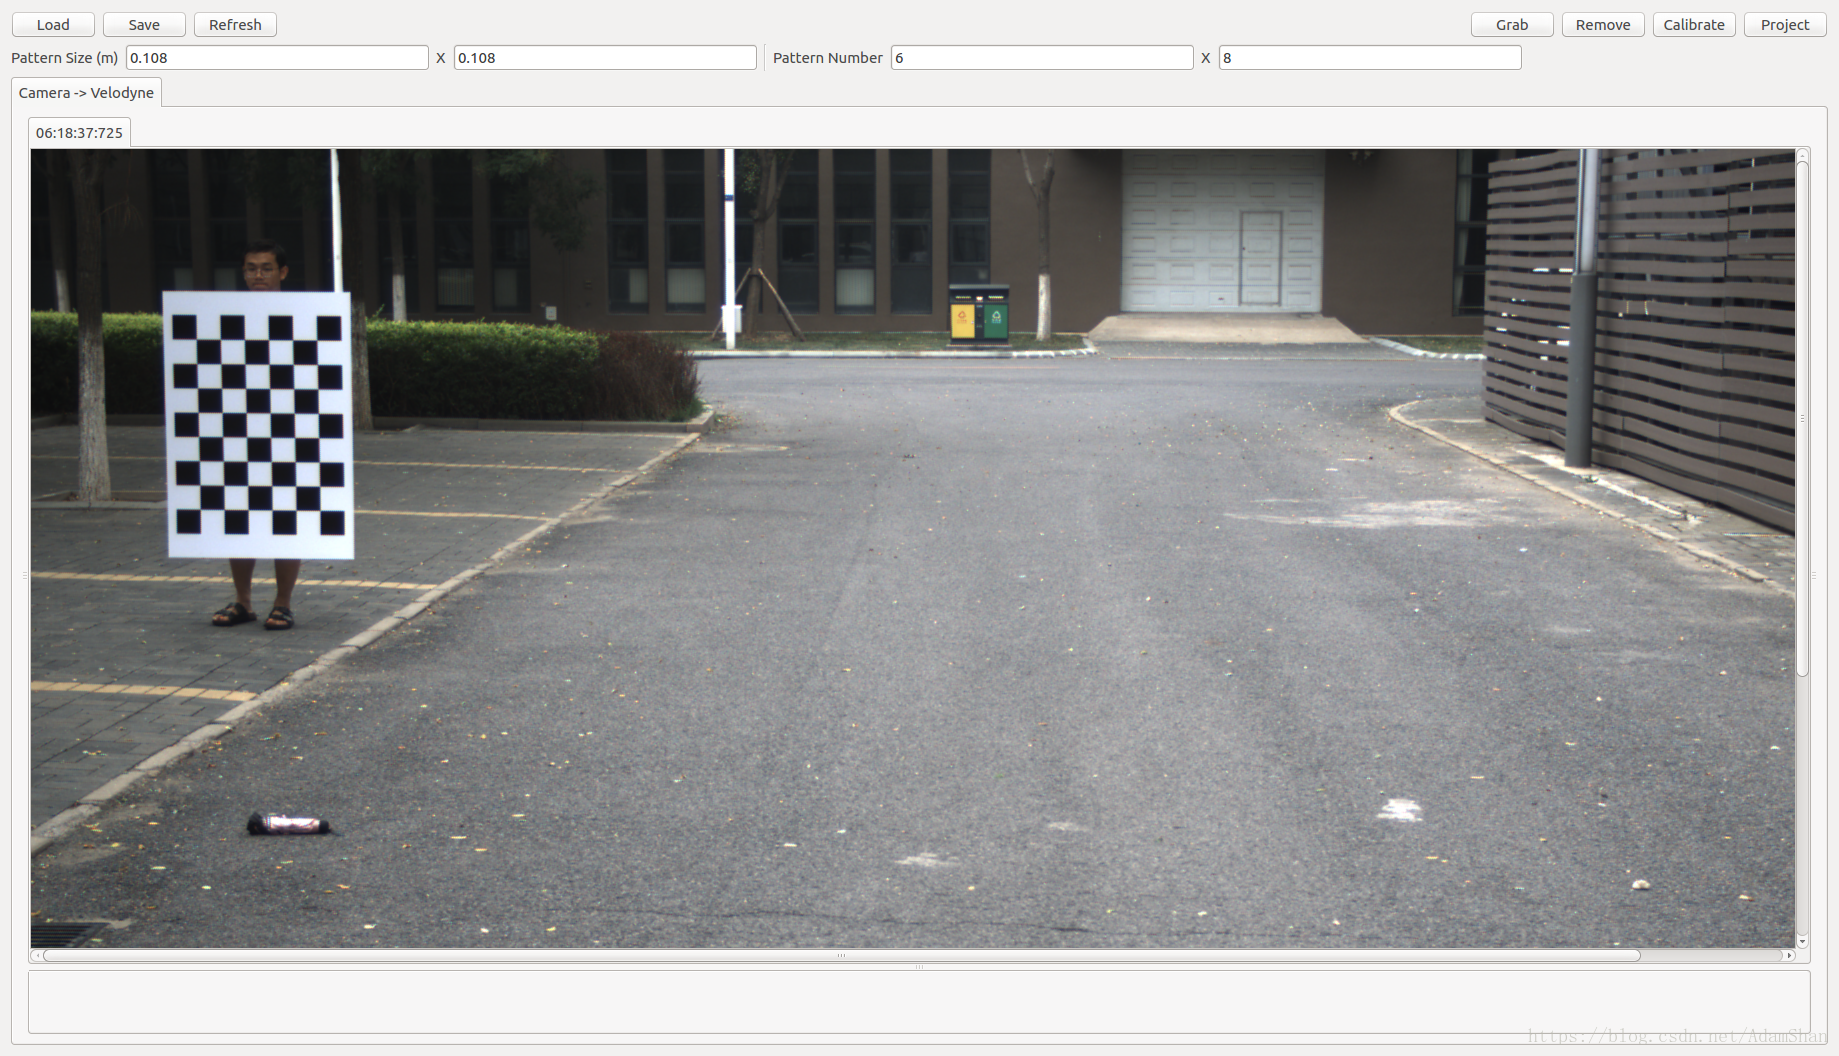 Load Save Refresh Grab Remove Calibrate Project
Pattern Size (m) 0.108 X 0.108 Pattern Number 6 X 8
Camera -> Velodyne
06:18:37:725
https://blog.csdn.net/AdamShan